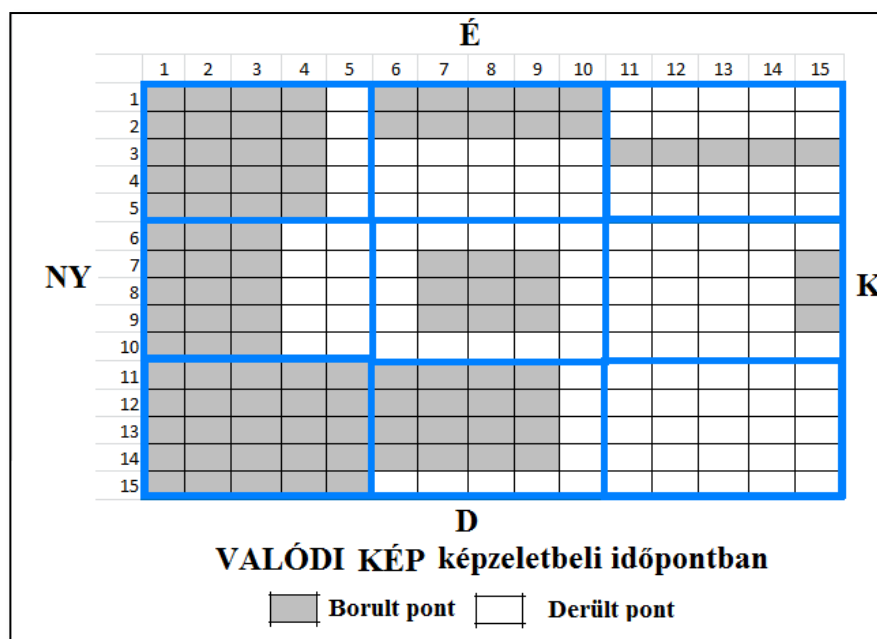 É
1 2 3 4 5 6 7 8 9 10 11 12 13 14 15
1
2
3
4
5
6
NY 7 K
8
9
10
11
12
13
14
15
D
VALÓDI KÉP képzeletbeli időpontban
Borult pont Derült pont